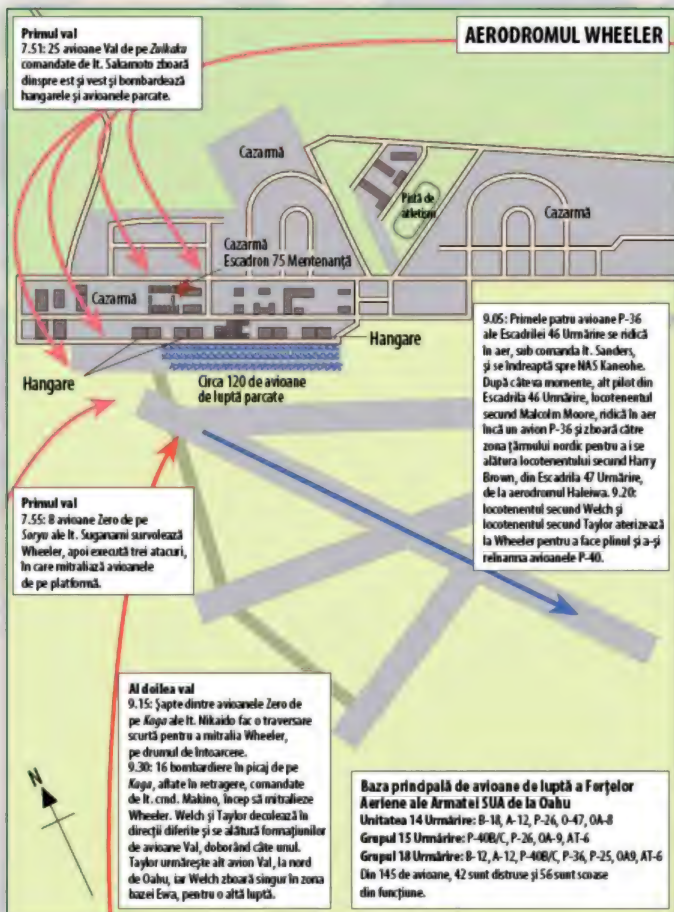 AERODROMUL WHEELER
Primul val
7.51: 25 avioane Val de pe Zuikaku
comandate de lt. Sakamoto zboară
dinspre est și vest și bombardează
hangarele și avioanele parcate.
Cazarmă
Pistă de
atletism
Cazarmă
Cazarmă
Escadron 75 Mentenanță
Cazarmă
Hangare
Hangare
Circa 120 de avioane
de luptă parcate
9.05: Primele patru avioane P-36
ale Escadrilei 46 Urmărire se ridică
în aer, sub comanda lt. Sanders,
și se îndreaptă spre NAS Kaneohe.
După câteva momente, alt pilot din
Escadrila 46 Urmărire, locotenentul
secund Malcolm Moore, ridică în aer
încă un avion P-36 și zboară către
zona țărmului nordic pentru a i se
alătura locotenentului secund Harry
Brown, din Escadrila 47 Urmărire,
de la aerodromul Haleiwa. 9.20:
locotenentul secund Welch și
locotenentul secund Taylor aterizează
la Wheeler pentru a face plinul și a-și
reînarma avioanele P-40.
Primul val
7.55: 8 avioane Zero de pe
Soryu ale lt. Suganami survolează
Wheeler, apoi execută trei atacuri,
în care mitraliază avioanele
de pe platformă.
Al doilea val
9.15: Șapte dintre avioanele Zero de
pe Kaga ale lt. Nikaido fac o traversare
scurtă pentru a mitralia Wheeler,
pe drumul de întoarcere.
9.30: 16 bombardiere în picaj de pe
Kaga, aflate în retragere, comandate
de lt. cmd. Makino, încep să mitralieze
Wheeler. Welch și Taylor decolează în
direcții diferite și se alătură formațiunilor
de avioane Val, doborând câte unul.
Taylor urmărește alt avion Val, la nord
de Oahu, iar Welch zboară singur în zona
bazei Ewa, pentru o altă luptă.
N
Baza principală de avioane de luptă a Forțelor
Aeriene ale Armatei SUA de la Oahu
Unitatea 14 Urmărire: B-18, A-12, P-26, O-47, OA-8
Grupul 15 Urmărire: P-40B/C, P-26, OA-9, AT-6
Grupul 18 Urmărire: B-12, A-12, P-40B/C, P-36, P-25, OA9, AT-6
Din 145 de avioane, 42 sunt distruse și 56 sunt scoase
din funcțiune.